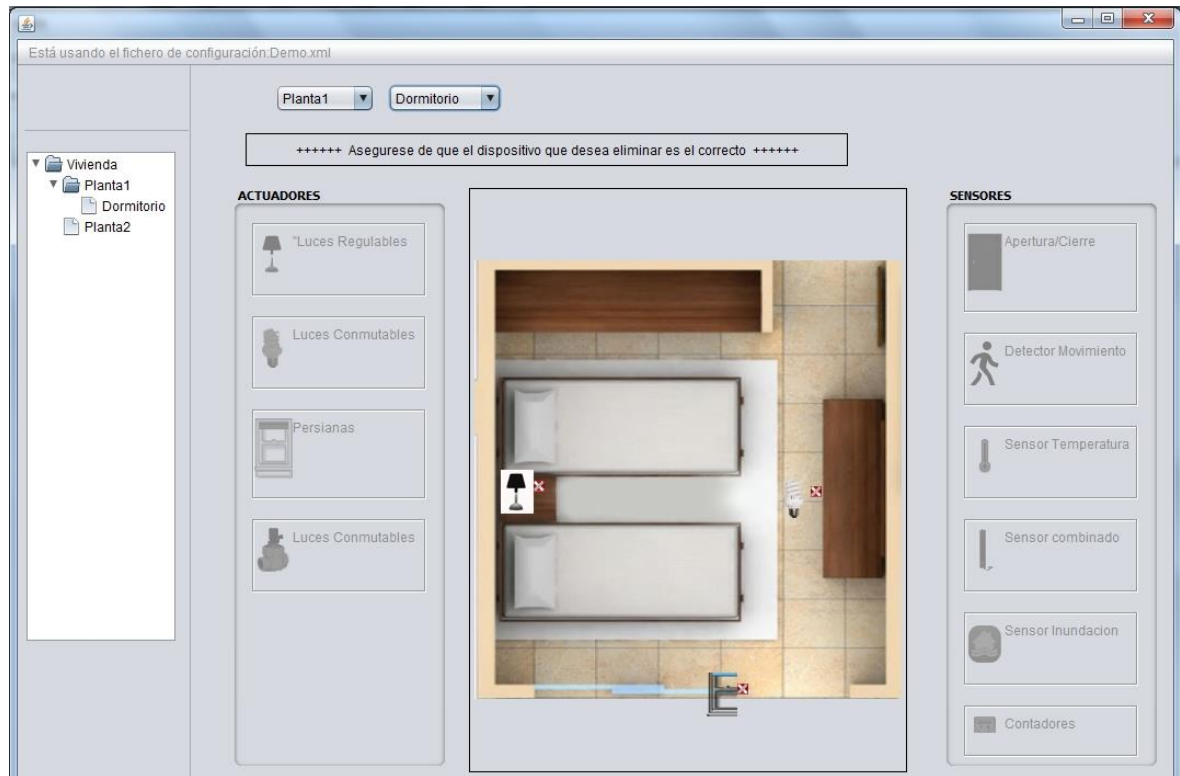 Está usando el fichero de configuración:Demo.xml
Planta1
Dormitorio
++++++ Asegurese de que el dispositivo que desea eliminar es el correcto ++++++
Vivienda
Planta1
Dormitorio
Planta2
ACTUADORES
"Luces Regulables
Luces Conmutables
Persianas
Luces Conmutables
SENSORES
Apertura/Cierre
Detector Movimiento
Sensor Temperatura
Sensor combinado
Sensor Inundacion
Contadores